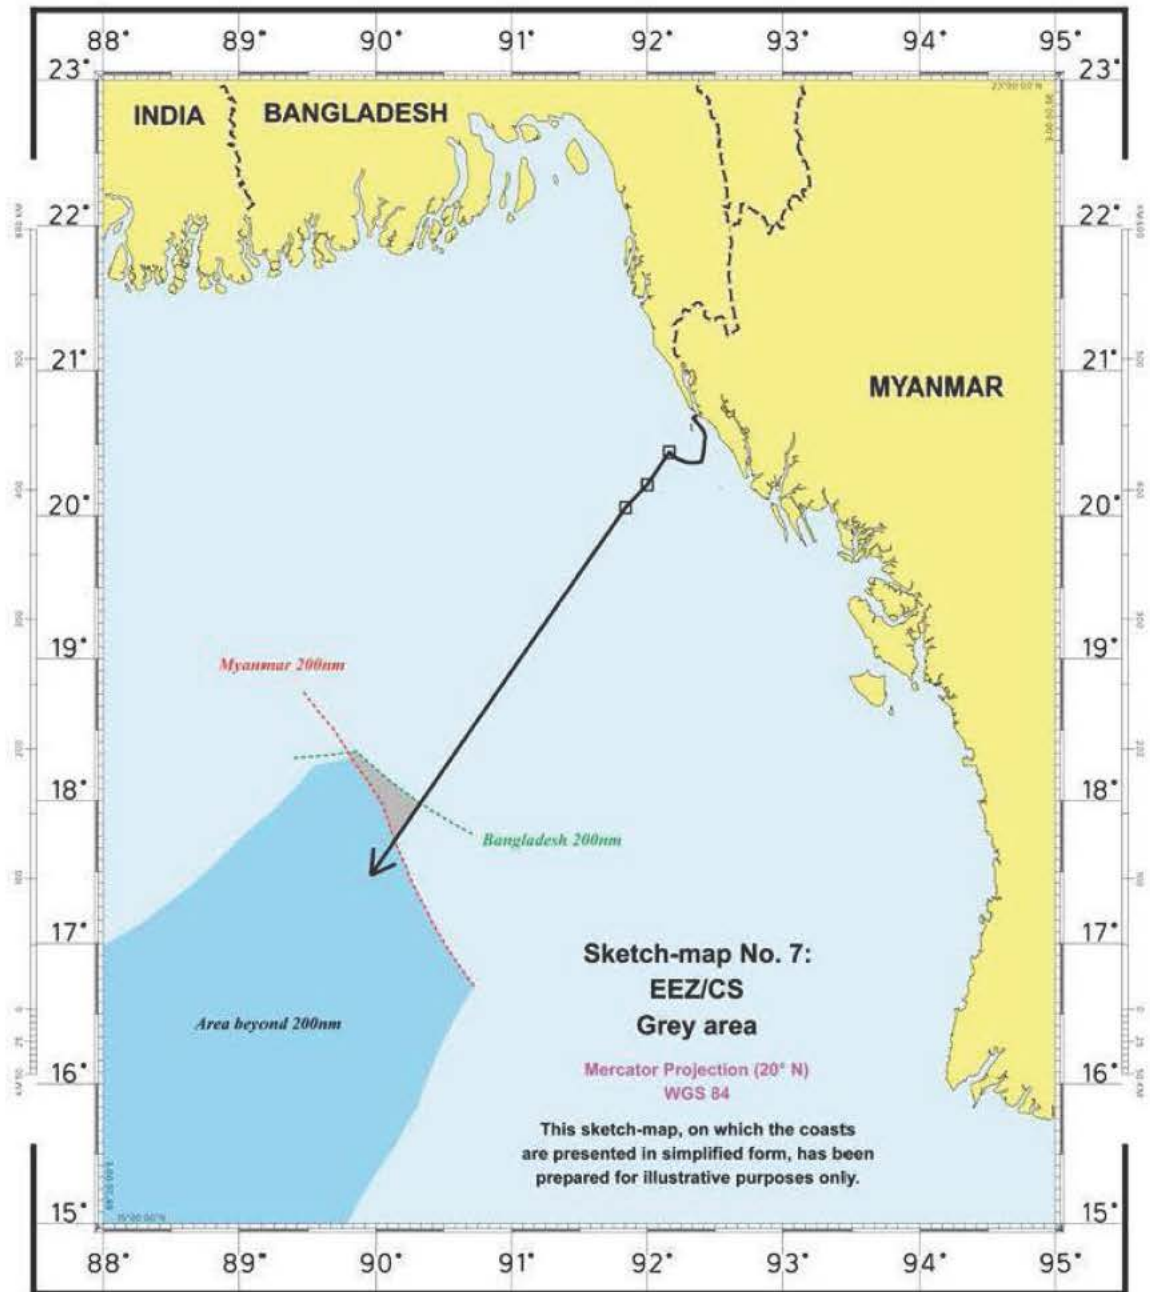 88° 89° 90° 91° 92° 93° 94° 95°
23° 23°
INDIA BANGLADESH
22° 22°
21° 21°
MYANMAR
20° 20°
19° 19°
Myanmar 200nm
18° 18°
Bangladesh 200nm
17° 17°
Sketch-map No. 7:
EEZ/CS
Grey area
Area beyond 200nm
16° 16°
Mercator Projection (20° N)
WGS 84
This sketch-map, on which the coasts
are presented in simplified form, has been
prepared for illustrative purposes only.
15° 15°
88° 89° 90° 91° 92° 93° 94° 95°